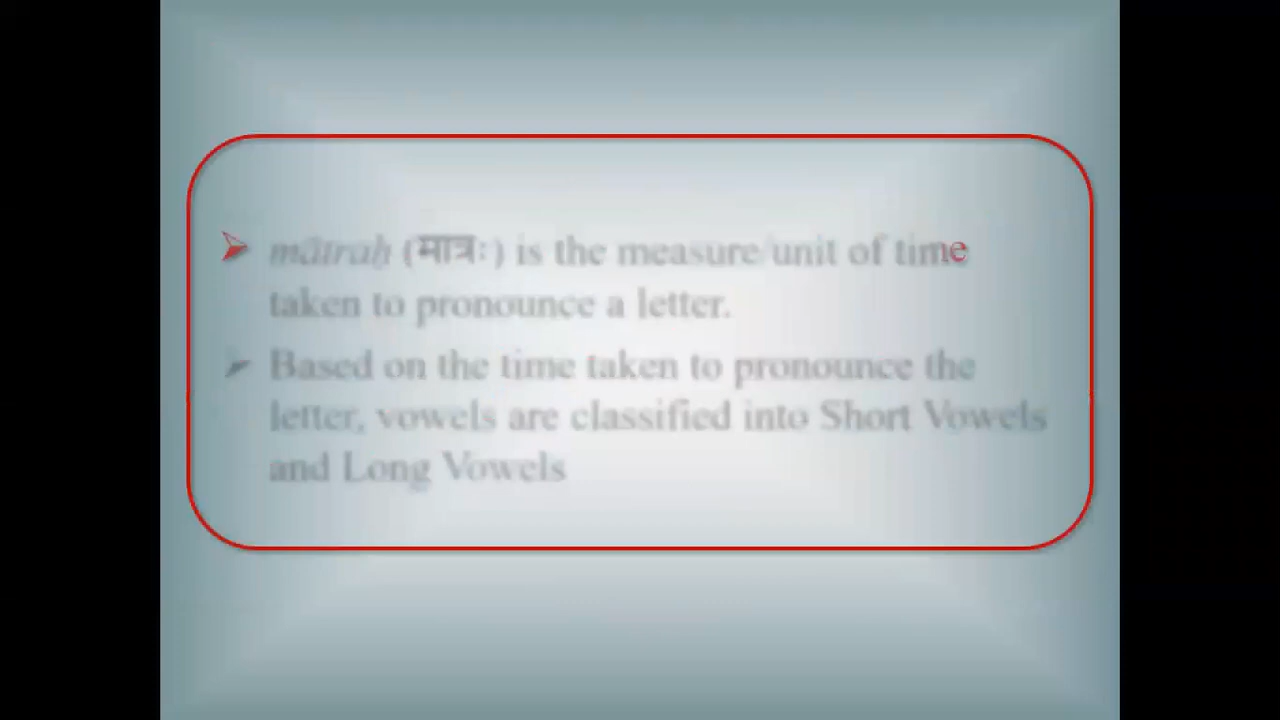 mātraḥ (मात्रः) is the measure/unit of time
taken to pronounce a letter.
Based on the time taken to pronounce the
letter, vowels are classified into Short Vowels
and Long Vowels